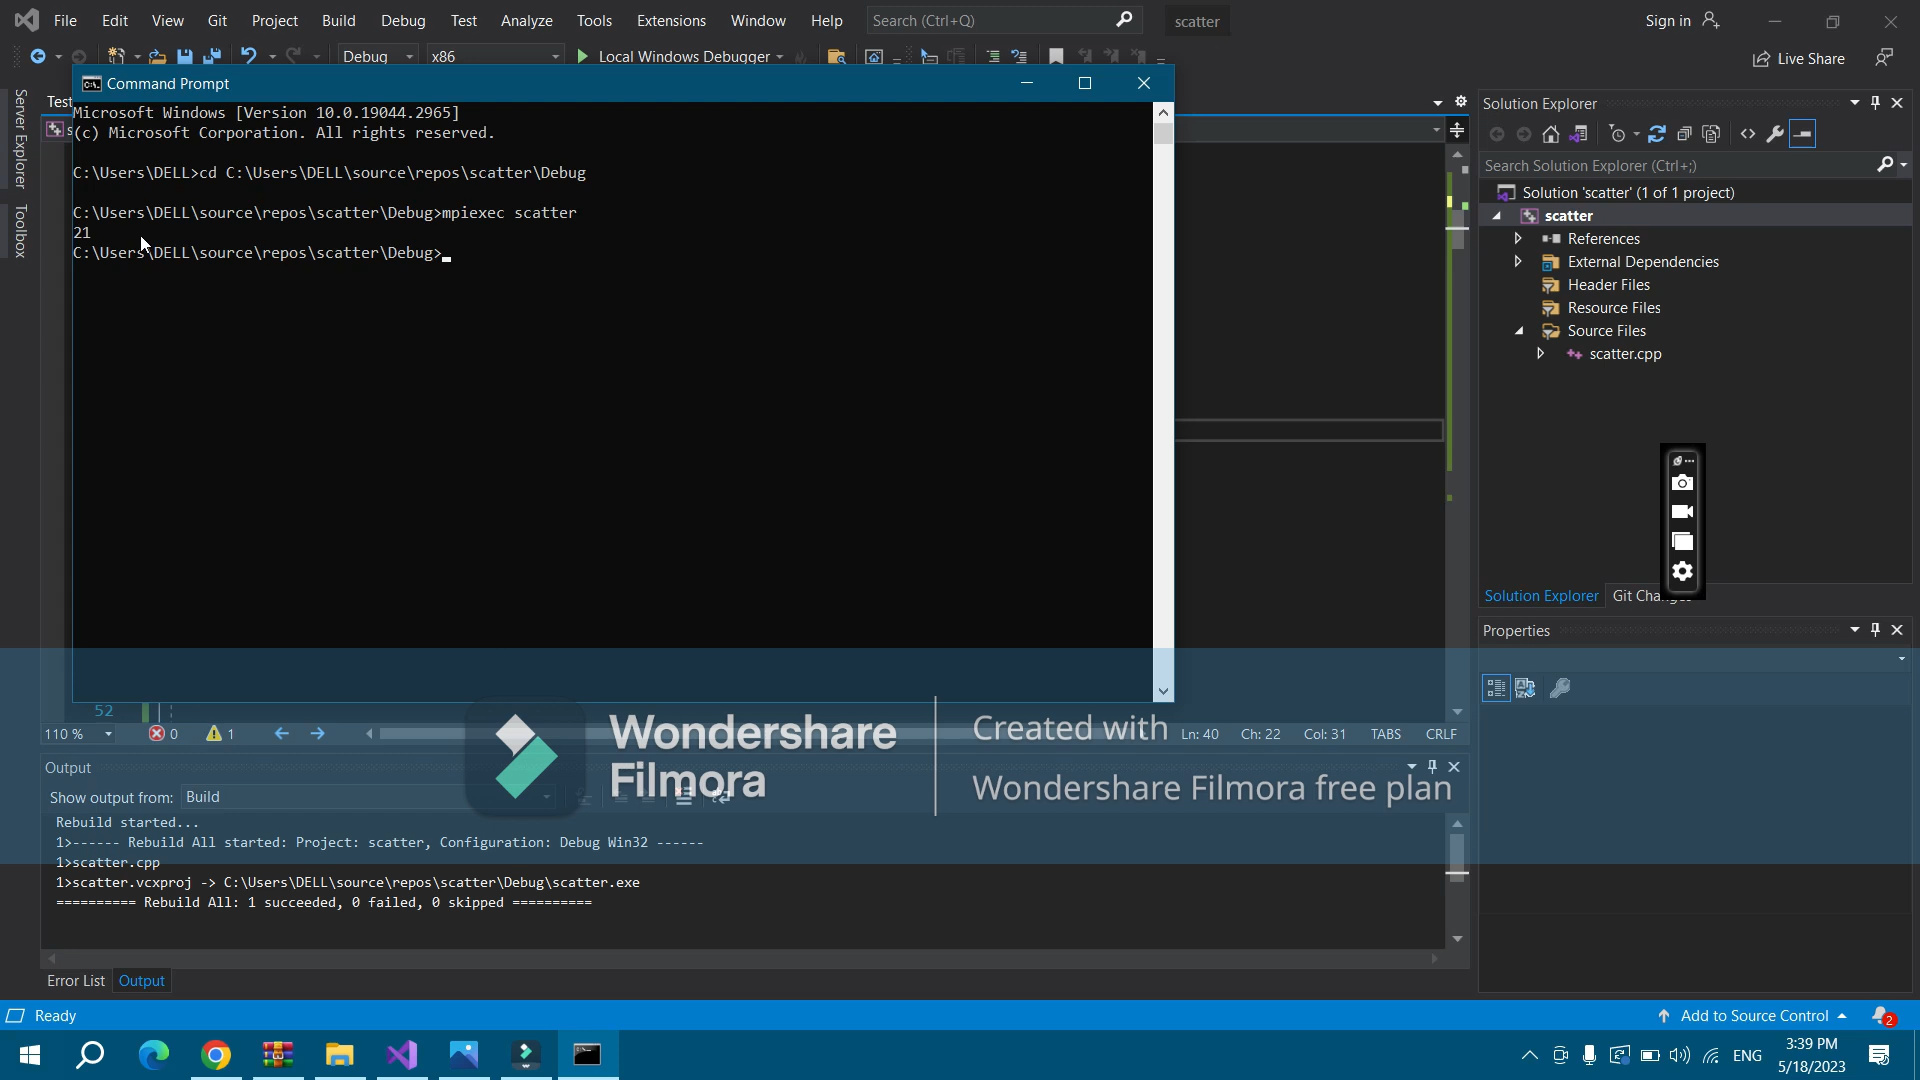 File Edit View Git Project Build Debug Test Analyze Tools Extensions Window Help Search (Ctrl+Q) scatter Sign in
Debug x86 Local Windows Debugger Live Share
Server Explorer
Toolbox
Test
Command Prompt
Microsoft Windows [Version 10.0.19044.2965]
(c) Microsoft Corporation. All rights reserved.
C:\Users\DELL>cd C:\Users\DELL\source\repos\scatter\Debug
C:\Users\DELL\source\repos\scatter\Debug>mpiexec scatter
21
C:\Users\DELL\source\repos\scatter\Debug>
Solution Explorer
Search Solution Explorer (Ctrl+;)
Solution 'scatter' (1 of 1 project)
scatter
References
External Dependencies
Header Files
Resource Files
Source Files
scatter.cpp
Solution Explorer Git Changes
Properties
52
110 % 0 1 Ln: 40 Ch: 22 Col: 31 TABS CRLF
Wondershare
Filmora
Created with
Wondershare Filmora free plan
Output
Show output from: Build
Rebuild started...
1>------ Rebuild All started: Project: scatter, Configuration: Debug Win32 ------
1>scatter.cpp
1>scatter.vcxproj -> C:\Users\DELL\source\repos\scatter\Debug\scatter.exe
========== Rebuild All: 1 succeeded, 0 failed, 0 skipped ==========
Error List Output
Ready Add to Source Control 2
ENG 3:39 PM
5/18/2023